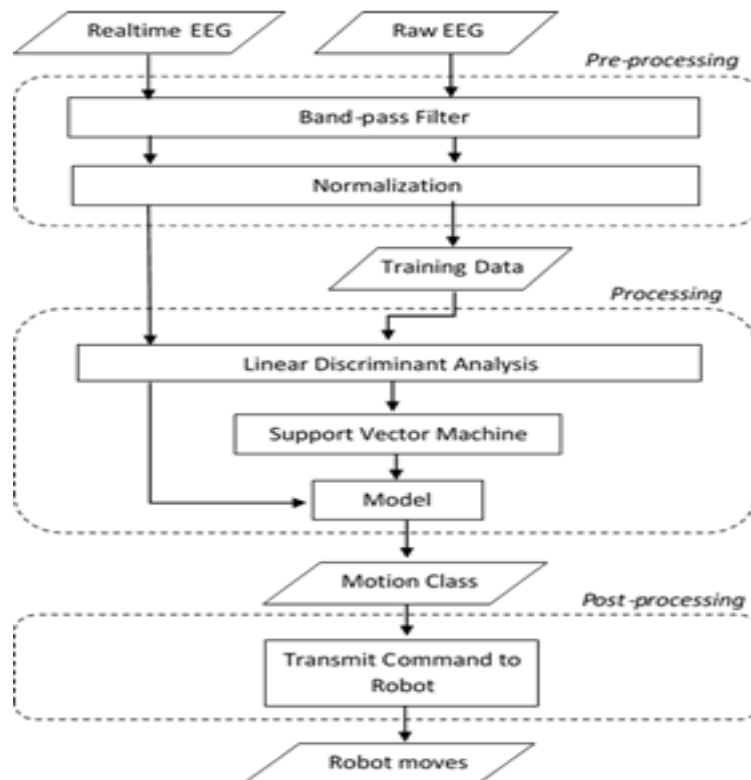 Realtime EEG
Raw EEG
Pre-processing
Band-pass Filter
Normalization
Training Data
Processing
Linear Discriminant Analysis
Support Vector Machine
Model
Motion Class
Post-processing
Transmit Command to
Robot
Robot moves